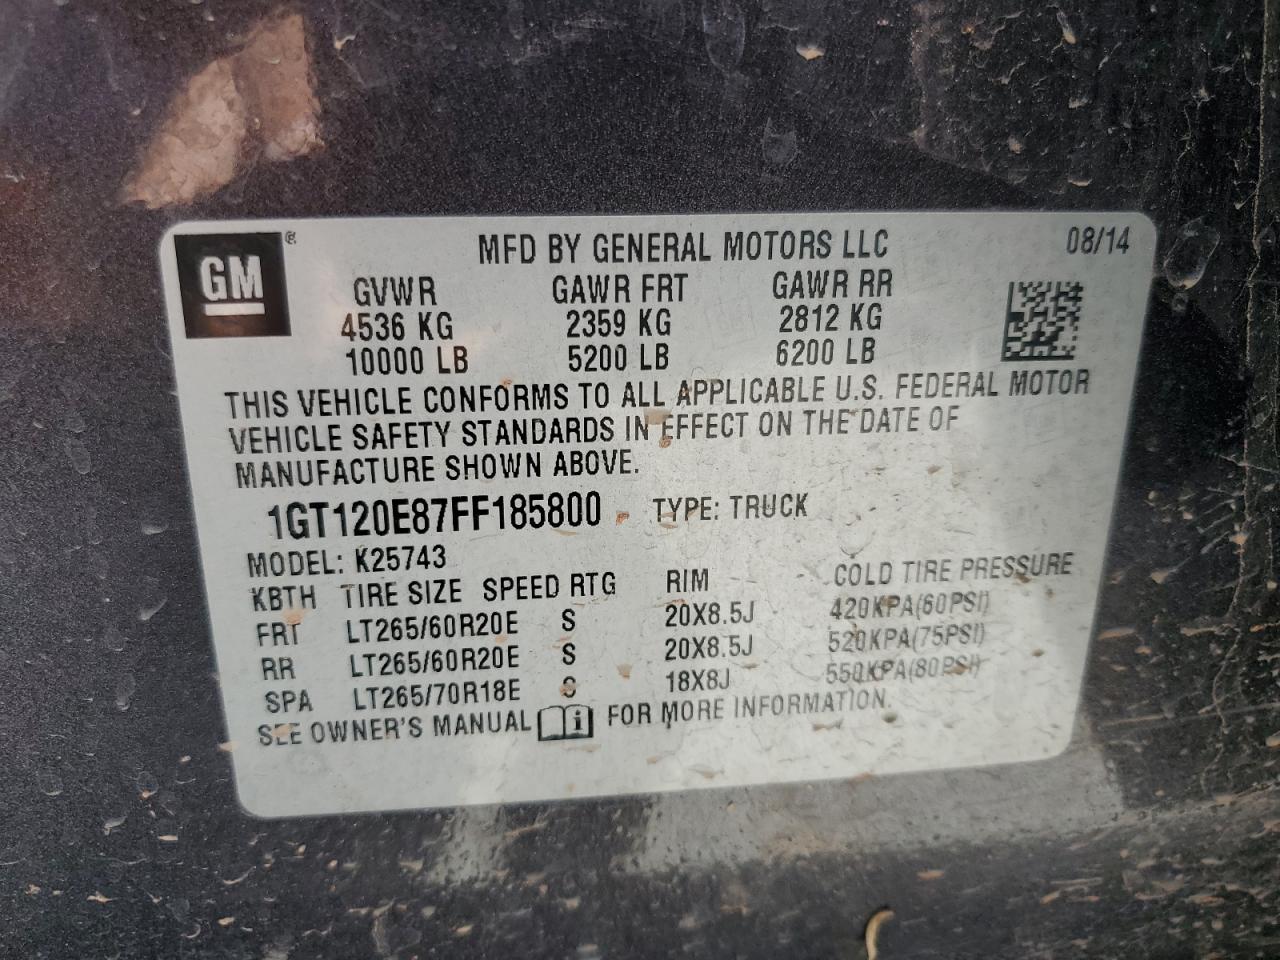 GM ® MFD BY GENERAL MOTORS LLC 08/14
GVWR GAWR FRT GAWR RR
4536 KG 2359 KG 2812 KG
10000 LB 5200 LB 6200 LB
THIS VEHICLE CONFORMS TO ALL APPLICABLE U.S. FEDERAL MOTOR
VEHICLE SAFETY STANDARDS IN EFFECT ON THE DATE OF
MANUFACTURE SHOWN ABOVE.
1GT120E87FF185800 TYPE: TRUCK
MODEL: K25743
KBTH TIRE SIZE SPEED RTG RIM COLD TIRE PRESSURE
FRT LT265/60R20E S 20X8.5J 420KPA(60PSI)
RR LT265/60R20E S 20X8.5J 520KPA(75PSI)
SPA LT265/70R18E S 18X8J 550KPA(80PSI)
SEE OWNER'S MANUAL i FOR MORE INFORMATION.